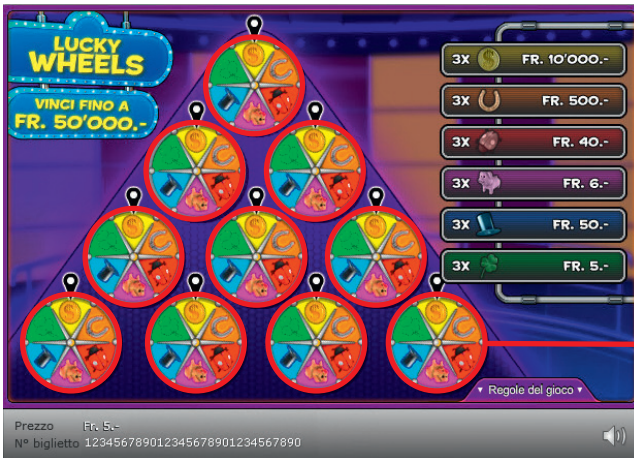 LUCKY
WHEELS
VINCI FINO A
FR. 50'000.-
3X FR. 10'000.-
3X FR. 500.-
3X FR. 40.-
3X FR. 6.-
3X FR. 50.-
3X FR. 5.-
▼ Regole del gioco ▼
Prezzo Fr. 5.-
N° biglietto 123456789012345678901234567890